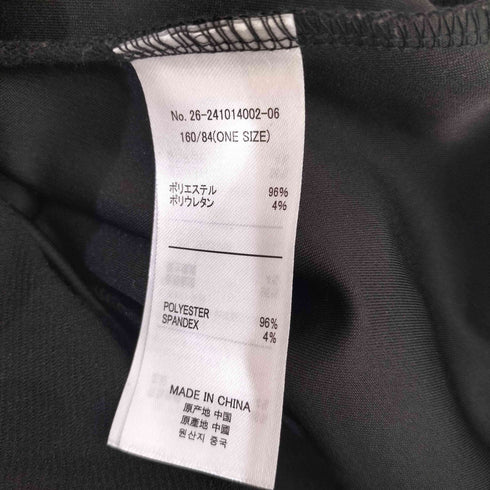 No. 26-241014002-06
160/84(ONE SIZE)
ポリエステル 96%
ポリウレタン 4%
POLYESTER 96%
SPANDEX 4%
MADE IN CHINA
原产地 中国
原產地 中國
원산지 중국